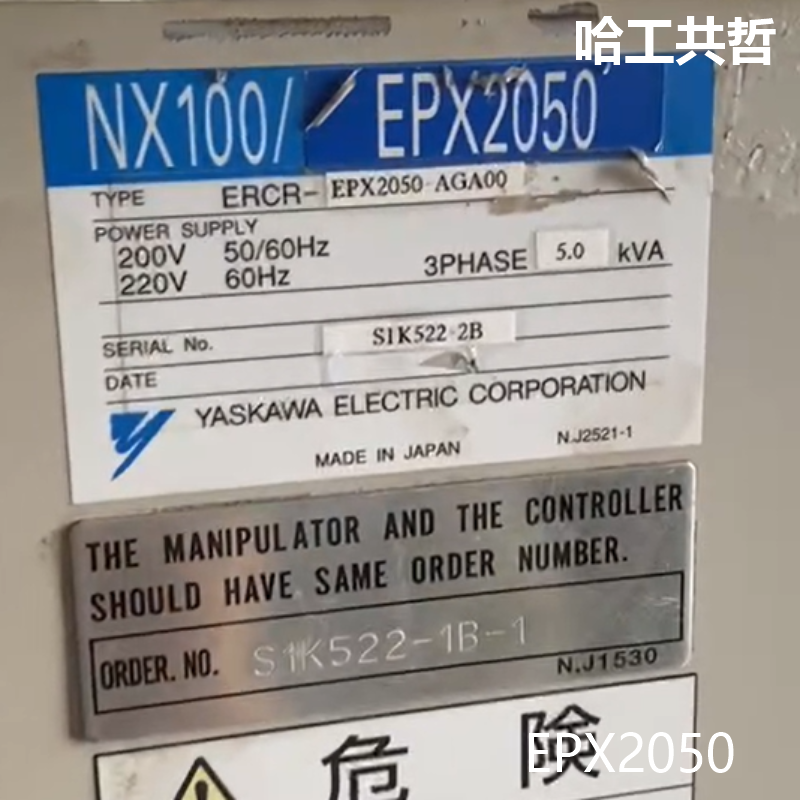 哈工共哲
NX100/ EPX2050
TYPE ERCR- EPX2050-AGA00
POWER SUPPLY
200V 50/60Hz
220V 60Hz
3PHASE 5.0 kVA
SERIAL No. S1K522-2B
DATE
YASKAWA ELECTRIC CORPORATION
MADE IN JAPAN N.J2521-1
THE MANIPULATOR AND THE CONTROLLER
SHOULD HAVE SAME ORDER NUMBER.
ORDER. NO. S1K522-1B-1
N.J1530
危険
EPX2050